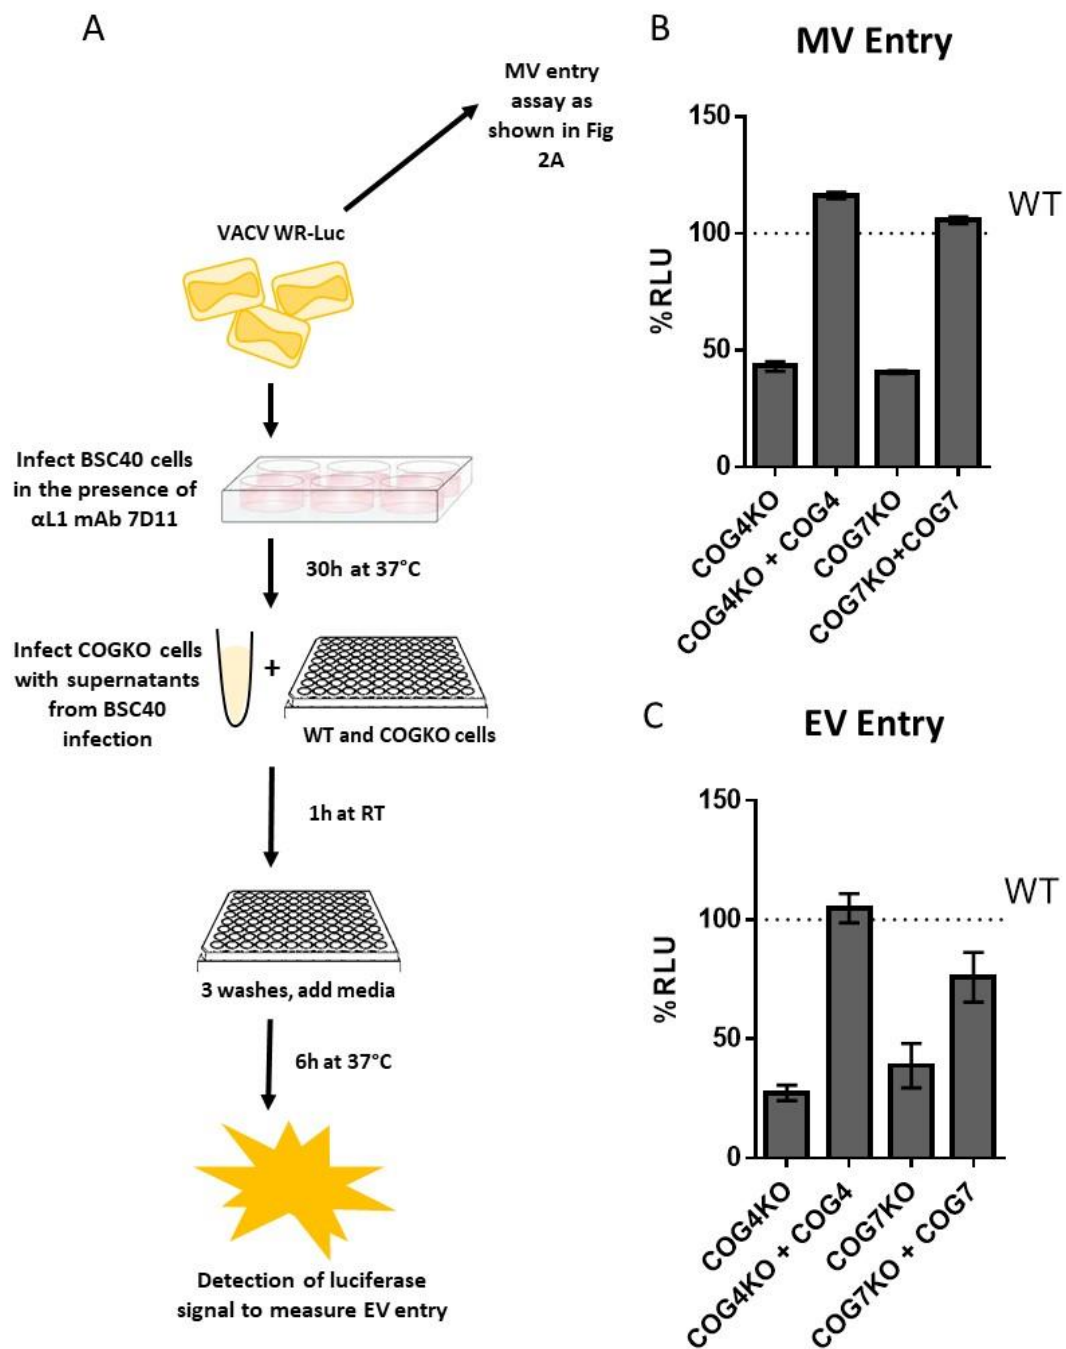 A
MV entry
assay as
shown in Fig
2A
VACV WR-Luc
Infect BSC40 cells
in the presence of
αL1 mAb 7D11
30h at 37°C
Infect COGKO cells
with supernatants
from BSC40
infection
+
WT and COGKO cells
1h at RT
3 washes, add media
6h at 37°C
Detection of luciferase
signal to measure EV entry
B
MV Entry
%RLU
150
100
50
0
WT
COG4KO
COG4KO + COG4
COG7KO
COG7KO+COG7
C
EV Entry
%RLU
150
100
50
0
WT
COG4KO
COG4KO + COG4
COG7KO
COG7KO + COG7